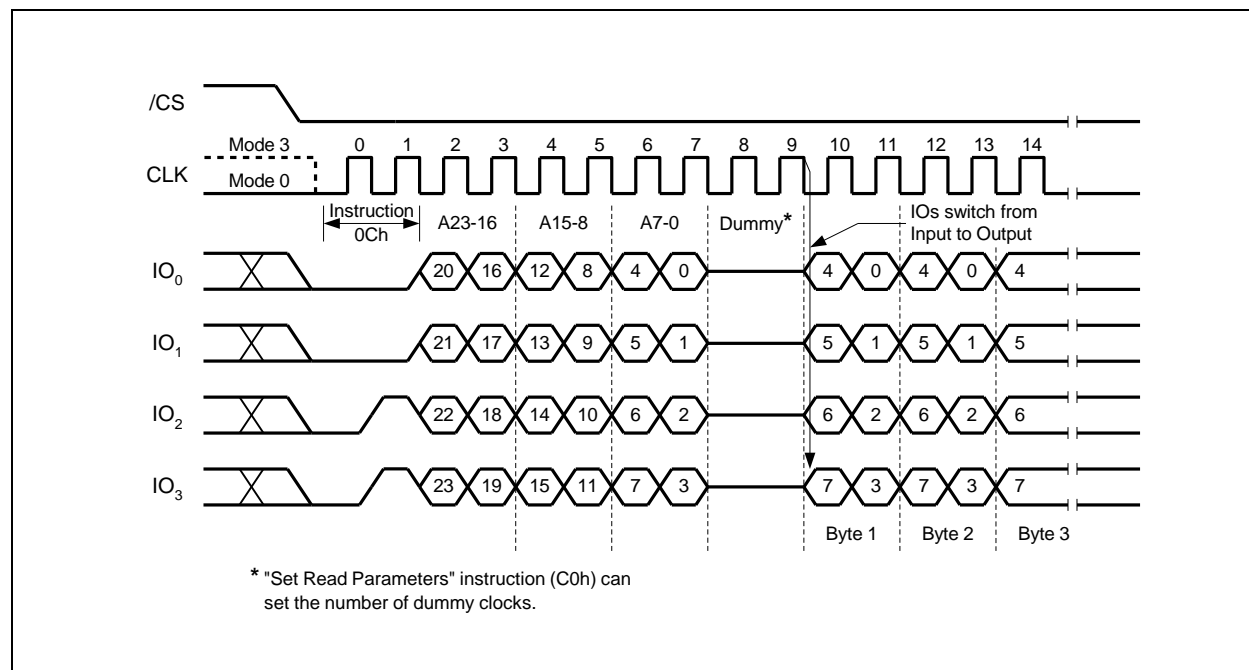 /CS
Mode 3 0 1 2 3 4 5 6 7 8 9 10 11 12 13 14
CLK Mode 0
Instruction A23-16 A15-8 A7-0 Dummy* IOs switch from
0Ch Input to Output
IO0 20 16 12 8 4 0 4 0 4 0 4
IO1 21 17 13 9 5 1 5 1 5 1 5
IO2 22 18 14 10 6 2 6 2 6 2 6
IO3 23 19 15 11 7 3 7 3 7 3 7
Byte 1 Byte 2 Byte 3
* "Set Read Parameters" instruction (C0h) can
set the number of dummy clocks.